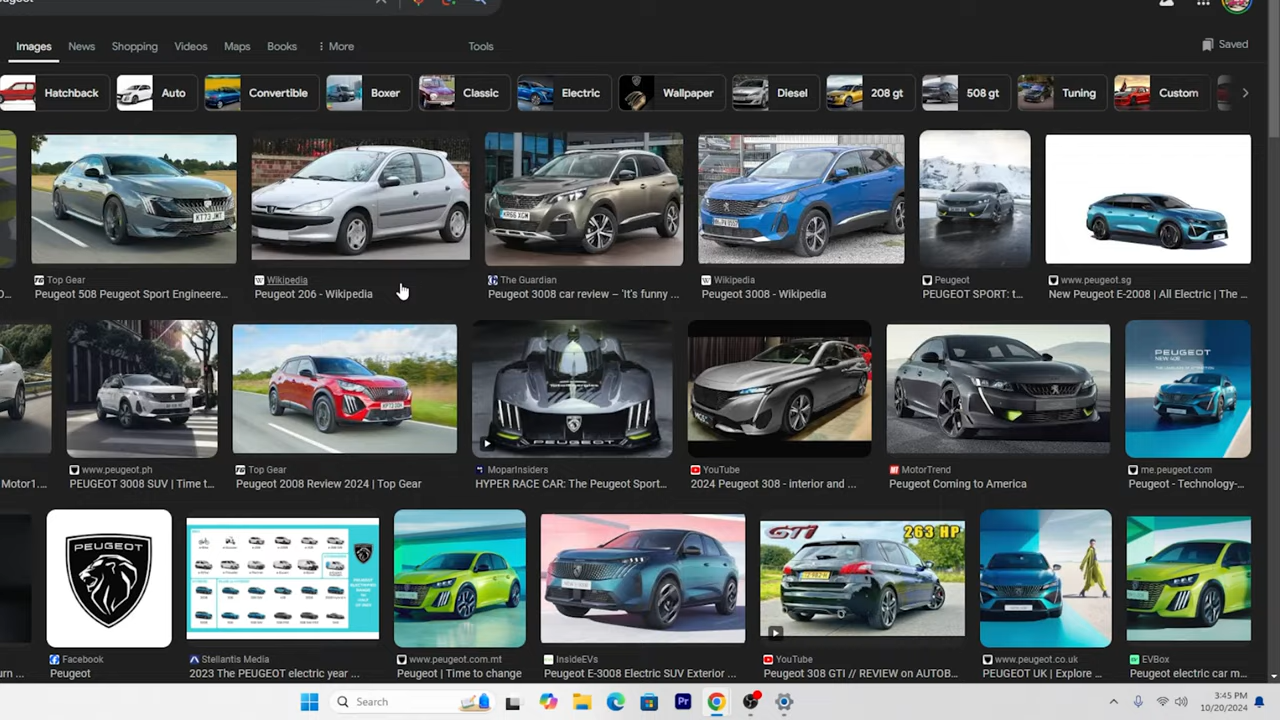 Images News Shopping Videos Maps Books More Tools Saved
Hatchback Auto Convertible Boxer Classic Electric Wallpaper Diesel 208 gt 508 gt Tuning Custom
Top Gear Wikipedia The Guardian Wikipedia Peugeot www.peugeot.sg
Peugeot 508 Peugeot Sport Engineere... Peugeot 206 - Wikipedia Peugeot 3008 car review – 'It's funny ... Peugeot 3008 - Wikipedia PEUGEOT SPORT: t... New Peugeot E-2008 | All Electric | The ...
PEUGEOT
www.peugeot.ph Top Gear MoparInsiders YouTube MotorTrend me.peugeot.com
Motor1... PEUGEOT 3008 SUV | Time t... Peugeot 2008 Review 2024 | Top Gear HYPER RACE CAR: The Peugeot Sport... 2024 Peugeot 308 - interior and ... Peugeot Coming to America Peugeot - Technology-...
PEUGEOT GTi 263 HP
Facebook Stellantis Media www.peugeot.com.mt InsideEVs YouTube www.peugeot.co.uk EVBox
Peugeot 2023 The PEUGEOT electric year ... Peugeot | Time to change Peugeot E-3008 Electric SUV Exterior ... Peugeot 308 GTI // REVIEW on AUTOB... PEUGEOT UK | Explore ... Peugeot electric car m...
Search Pr 3:45 PM
10/20/2024